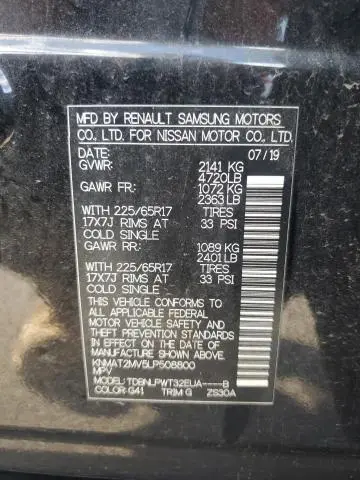 MFD BY RENAULT SAMSUNG MOTORS
CO., LTD. FOR NISSAN MOTOR CO., LTD.
DATE: 07/19
GVWR: 2141 KG
4720LB
GAWR FR: 1072 KG
2363 LB
WITH 225/65R17 TIRES
17X7J RIMS AT 33 PSI
COLD SINGLE
GAWR RR: 1089 KG
2401 LB
WITH 225/65R17 TIRES
17X7J RIMS AT 33 PSI
COLD SINGLE
THIS VEHICLE CONFORMS TO
ALL APPLICABLE FEDERAL
MOTOR VEHICLE SAFETY AND
THEFT PREVENTION STANDARDS
IN EFFECT ON THE DATE OF
MANUFACTURE SHOWN ABOVE.
KNMAT2MV5LP508800
MPV
MODEL: TDBNLPWT32EUA----B
COLOR: G41 TRIM: G ZS30A